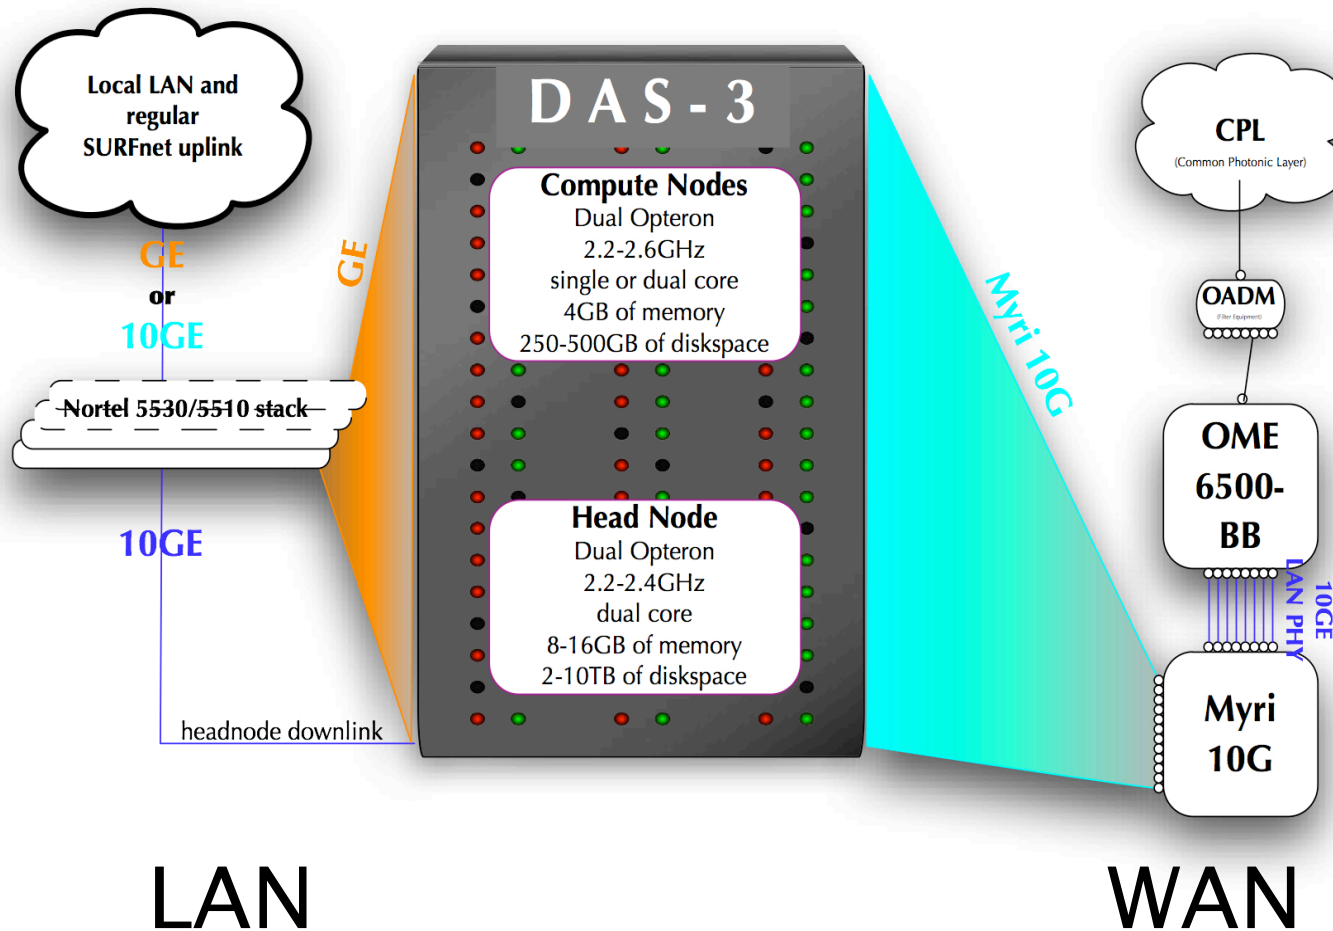 Local LAN and
regular
SURFnet uplink
GE
or
10GE
Nortel 5530/5510 stack
10GE
headnode downlink
LAN
GE
DAS-3
Compute Nodes
Dual Opteron
2.2-2.6GHz
single or dual core
4GB of memory
250-500GB of diskspace
Head Node
Dual Opteron
2.2-2.4GHz
dual core
8-16GB of memory
2-10TB of diskspace
Myri 10G
CPL
(Common Photonic Layer)
OADM
(Filter Equipment)
OME
6500-
BB
10GE
LAN PHY
Myri
10G
WAN